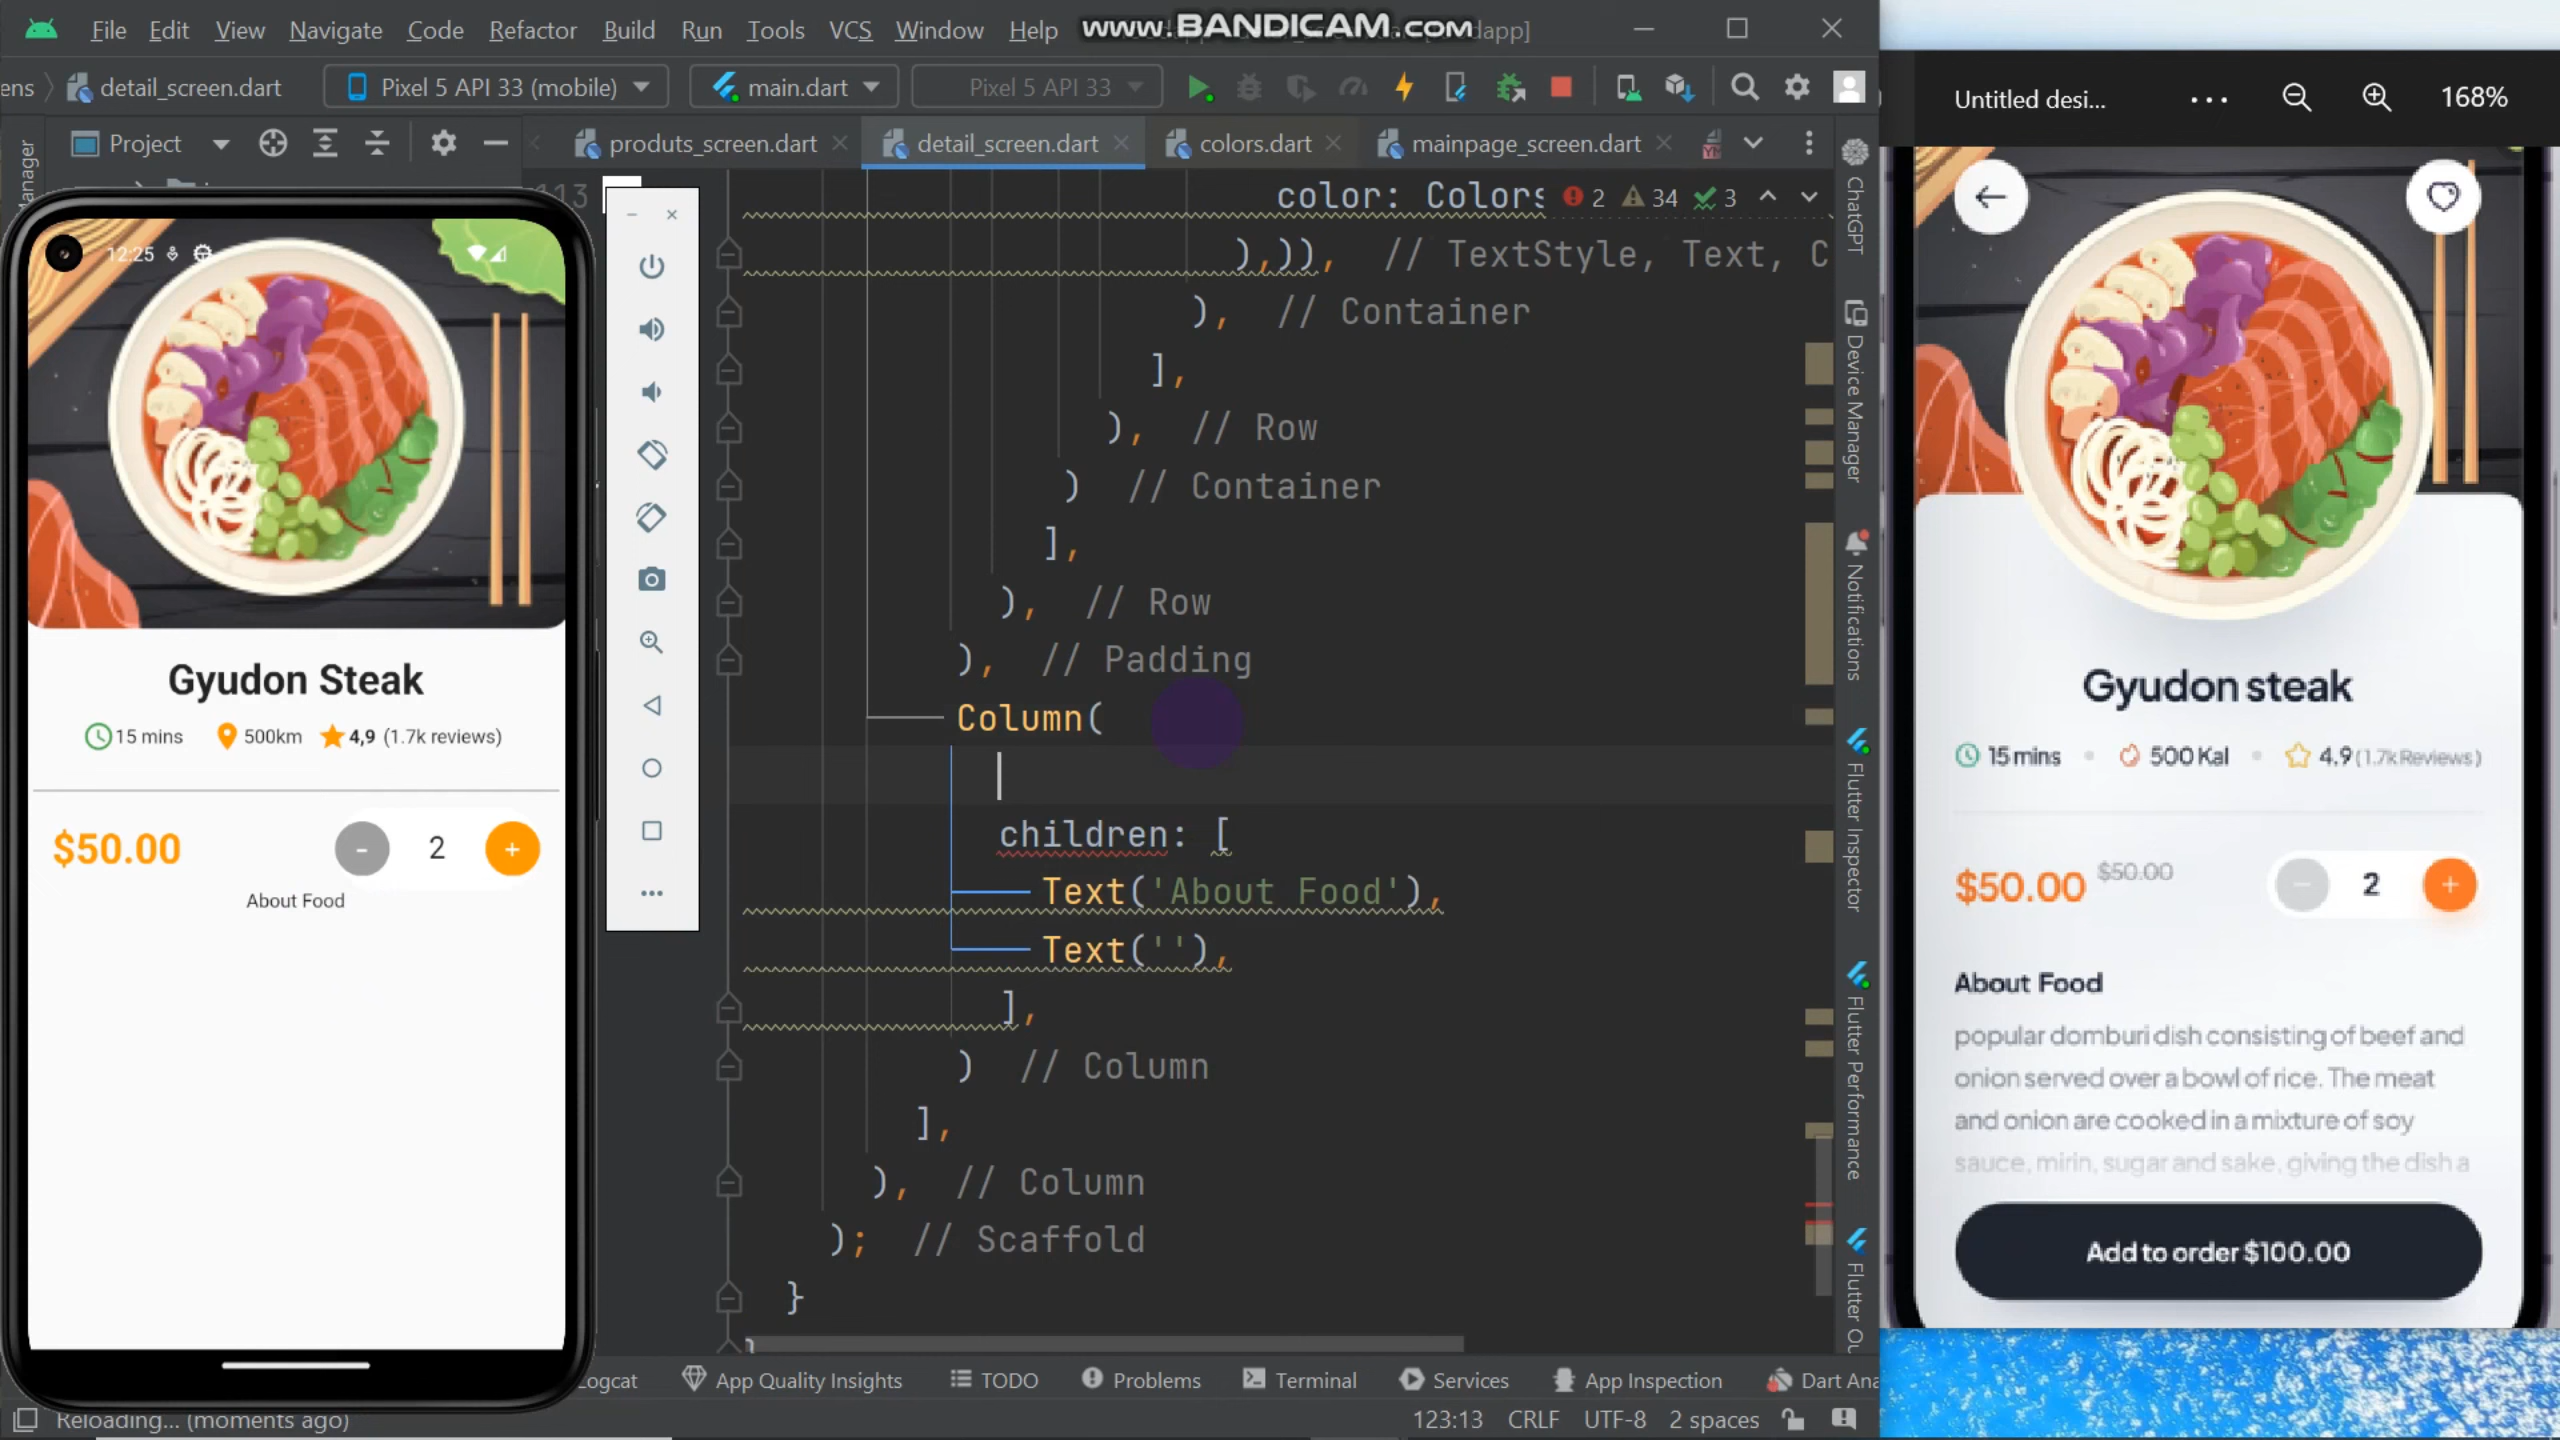 File Edit View Navigate Code Refactor Build Run Tools VCS Window Help
www.BANDICAM.com
dapp]
ens
detail_screen.dart
Pixel 5 API 33 (mobile)
main.dart
Pixel 5 API 33
Project
produts_screen.dart
detail_screen.dart
colors.dart
mainpage_screen.dart
Manager
113
color: Colors
2 34 3
),)), // TextStyle, Text, C
), // Container
],
), // Row
) // Container
],
), // Row
), // Padding
Column(
children: [
Text('About Food'),
Text(''),
],
) // Column
],
), // Column
); // Scaffold
}
ChatGPT
Device Manager
Notifications
Flutter Inspector
Flutter Performance
Flutter Ou
Logcat
App Quality Insights
TODO
Problems
Terminal
Services
App Inspection
Dart Ana
Reloading... (moments ago)
123:13 CRLF UTF-8 2 spaces
12:25
Gyudon Steak
15 mins 500km 4,9 (1.7k reviews)
$50.00 - 2 +
About Food
Untitled desi...
168%
Gyudon steak
15 mins 500 Kal 4.9 (1.7k Reviews)
$50.00 $50.00 2 +
About Food
popular domburi dish consisting of beef and
onion served over a bowl of rice. The meat
and onion are cooked in a mixture of soy
sauce, mirin, sugar and sake, giving the dish a
Add to order $100.00